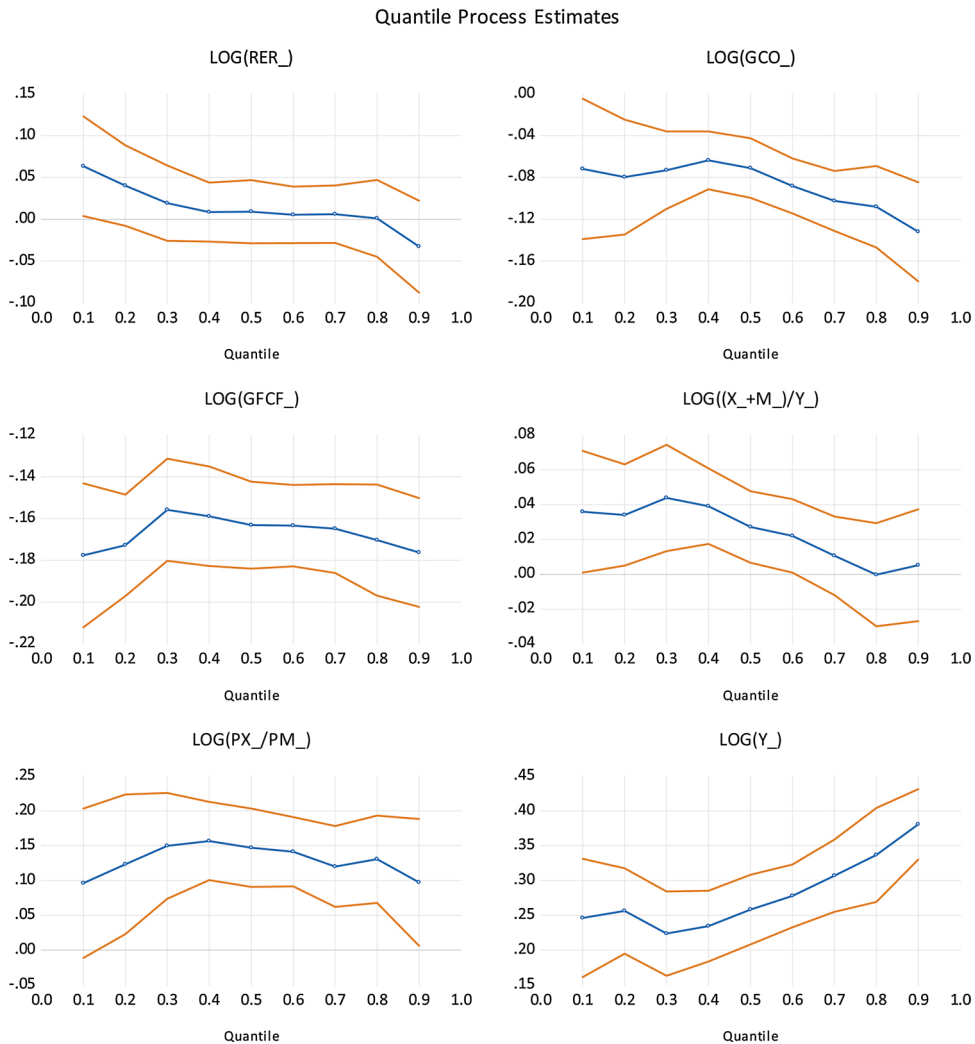 Quantile Process Estimates
LOG(RER_)
.15
.10
.05
.00
-.05
-.10
0.0 0.1 0.2 0.3 0.4 0.5 0.6 0.7 0.8 0.9 1.0
Quantile
LOG(GCO_)
.00
-.04
-.08
-.12
-.16
-.20
0.0 0.1 0.2 0.3 0.4 0.5 0.6 0.7 0.8 0.9 1.0
Quantile
LOG(GFCF_)
-.12
-.14
-.16
-.18
-.20
-.22
0.0 0.1 0.2 0.3 0.4 0.5 0.6 0.7 0.8 0.9 1.0
Quantile
LOG((X_+M_)/Y_)
.08
.06
.04
.02
.00
-.02
-.04
0.0 0.1 0.2 0.3 0.4 0.5 0.6 0.7 0.8 0.9 1.0
Quantile
LOG(PX_/PM_)
.25
.20
.15
.10
.05
.00
-.05
0.0 0.1 0.2 0.3 0.4 0.5 0.6 0.7 0.8 0.9 1.0
Quantile
LOG(Y_)
.45
.40
.35
.30
.25
.20
.15
0.0 0.1 0.2 0.3 0.4 0.5 0.6 0.7 0.8 0.9 1.0
Quantile